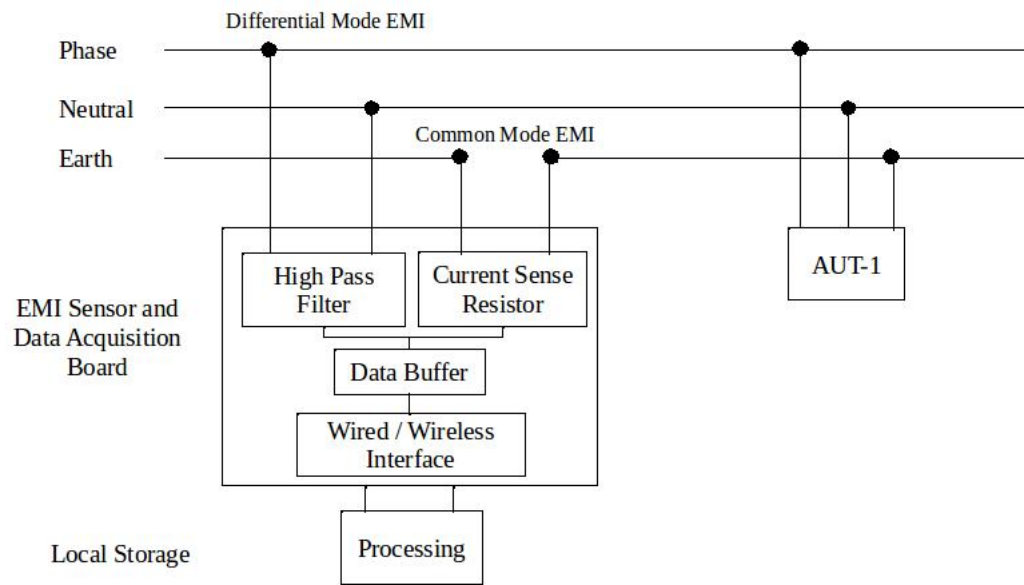 Differential Mode EMI
Phase
Neutral
Common Mode EMI
Earth
High Pass
Filter
Current Sense
Resistor
AUT-1
EMI Sensor and
Data Acquisition
Board
Data Buffer
Wired / Wireless
Interface
Processing
Local Storage